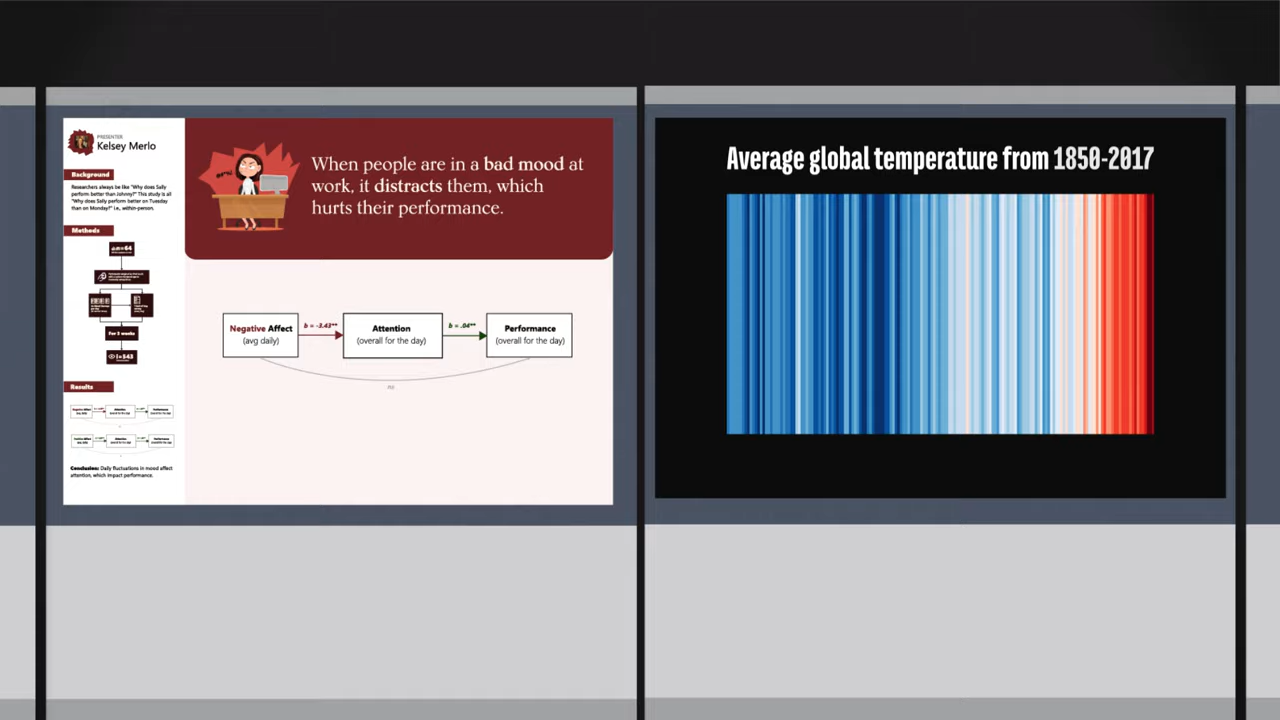 PRESENTER
Kelsey Merlo
Background
Researchers always be like "Why does Sally
perform better than Johnny?" This study is all
"Why does Sally perform better on Tuesday
than on Monday?" i.e., within-person.
Methods
For 3 weeks
Results
Conclusion: Daily fluctuations in mood affect
attention, which impact performance.
When people are in a bad mood at
work, it distracts them, which
hurts their performance.
Negative Affect
(avg daily)
b = -3.43**
Attention
(overall for the day)
b = .04**
Performance
(overall for the day)
ns
Average global temperature from 1850-2017